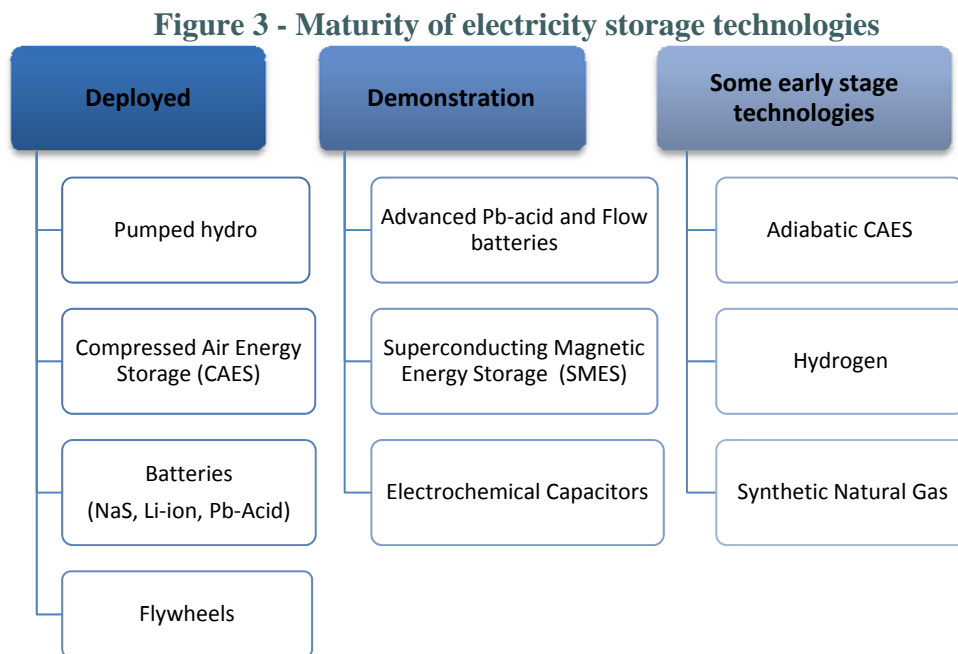 Figure 3 - Maturity of electricity storage technologies
Deployed
Pumped hydro
Compressed Air Energy
Storage (CAES)
Batteries
(NaS, Li-ion, Pb-Acid)
Flywheels
Demonstration
Advanced Pb-acid and Flow
batteries
Superconducting Magnetic
Energy Storage (SMES)
Electrochemical Capacitors
Some early stage
technologies
Adiabatic CAES
Hydrogen
Synthetic Natural Gas